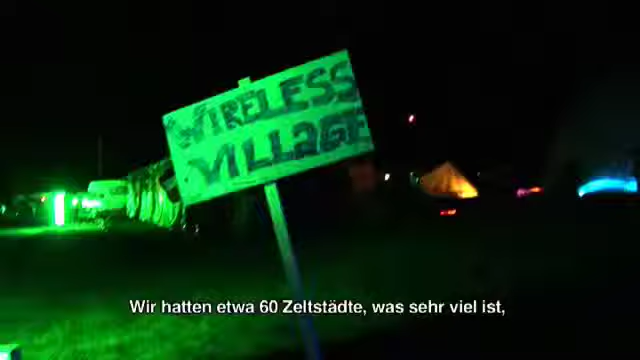 WIRELESS
VILLAGE
Wir hatten etwa 60 Zeltstädte, was sehr viel ist,